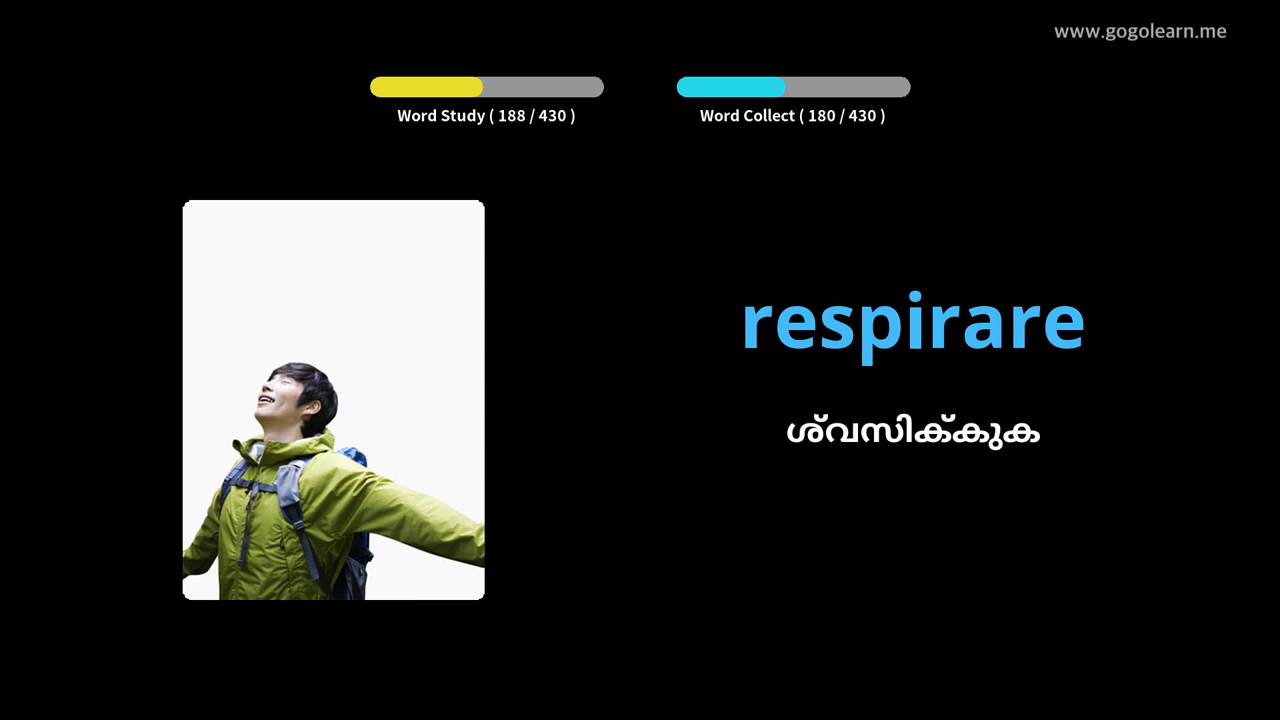 www.gogolearn.me
Word Study ( 188 / 430 )
Word Collect ( 180 / 430 )
respirare
ശ്വസിക്കുക